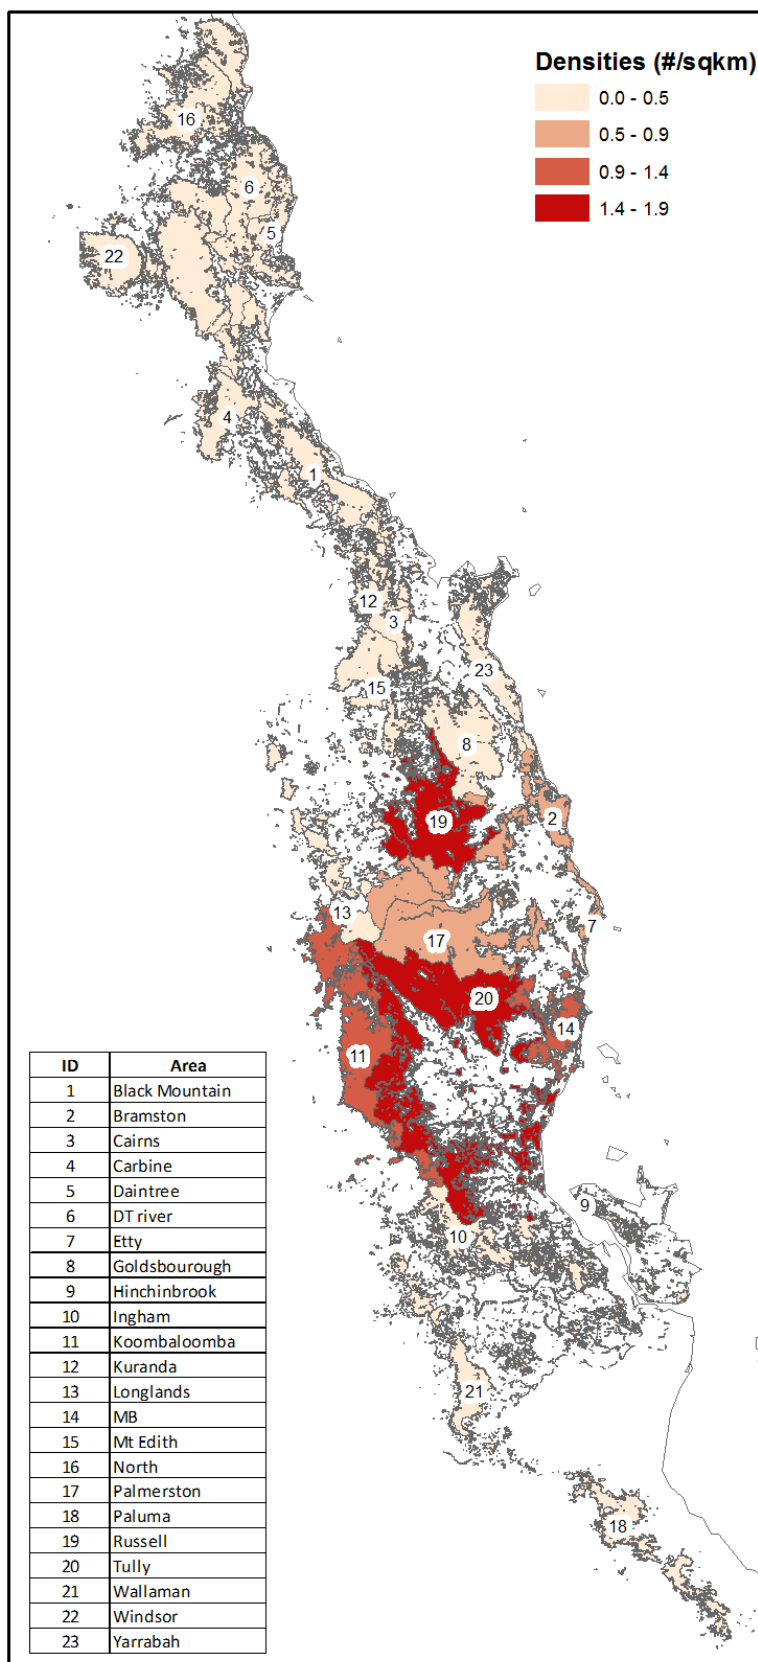 Densities (#/sqkm)
0.0 - 0.5
0.5 - 0.9
0.9 - 1.4
1.4 - 1.9
16
6
5
22
4
1
12
3
23
15
8
19
2
13
7
17
20
14
11
9
10
21
18
ID Area
1 Black Mountain
2 Bramston
3 Cairns
4 Carbine
5 Daintree
6 DT river
7 Etty
8 Goldsbourough
9 Hinchinbrook
10 Ingham
11 Koombaloomba
12 Kuranda
13 Longlands
14 MB
15 Mt Edith
16 North
17 Palmerston
18 Paluma
19 Russell
20 Tully
21 Wallaman
22 Windsor
23 Yarrabah